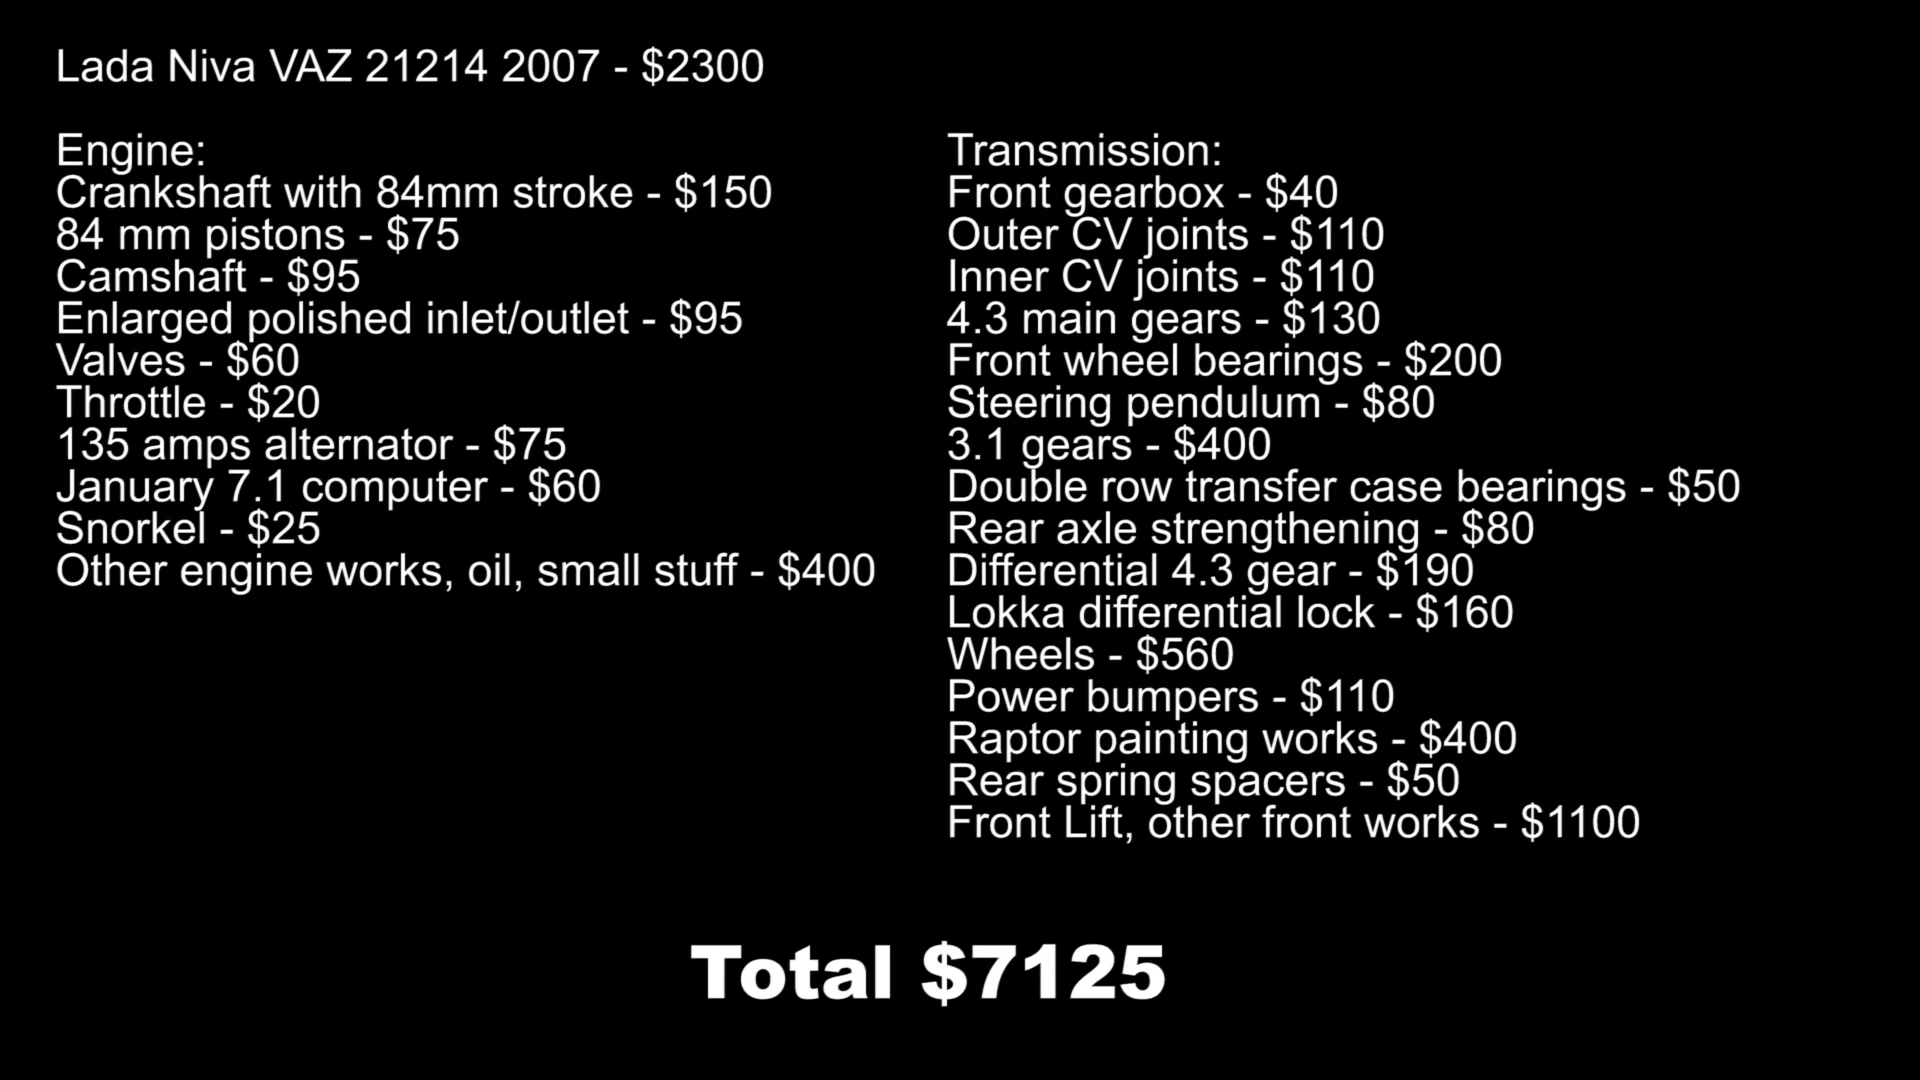 Lada Niva VAZ 21214 2007 - $2300
Engine:
Crankshaft with 84mm stroke - $150
84 mm pistons - $75
Camshaft - $95
Enlarged polished inlet/outlet - $95
Valves - $60
Throttle - $20
135 amps alternator - $75
January 7.1 computer - $60
Snorkel - $25
Other engine works, oil, small stuff - $400
Transmission:
Front gearbox - $40
Outer CV joints - $110
Inner CV joints - $110
4.3 main gears - $130
Front wheel bearings - $200
Steering pendulum - $80
3.1 gears - $400
Double row transfer case bearings - $50
Rear axle strengthening - $80
Differential 4.3 gear - $190
Lokka differential lock - $160
Wheels - $560
Power bumpers - $110
Raptor painting works - $400
Rear spring spacers - $50
Front Lift, other front works - $1100
Total $7125